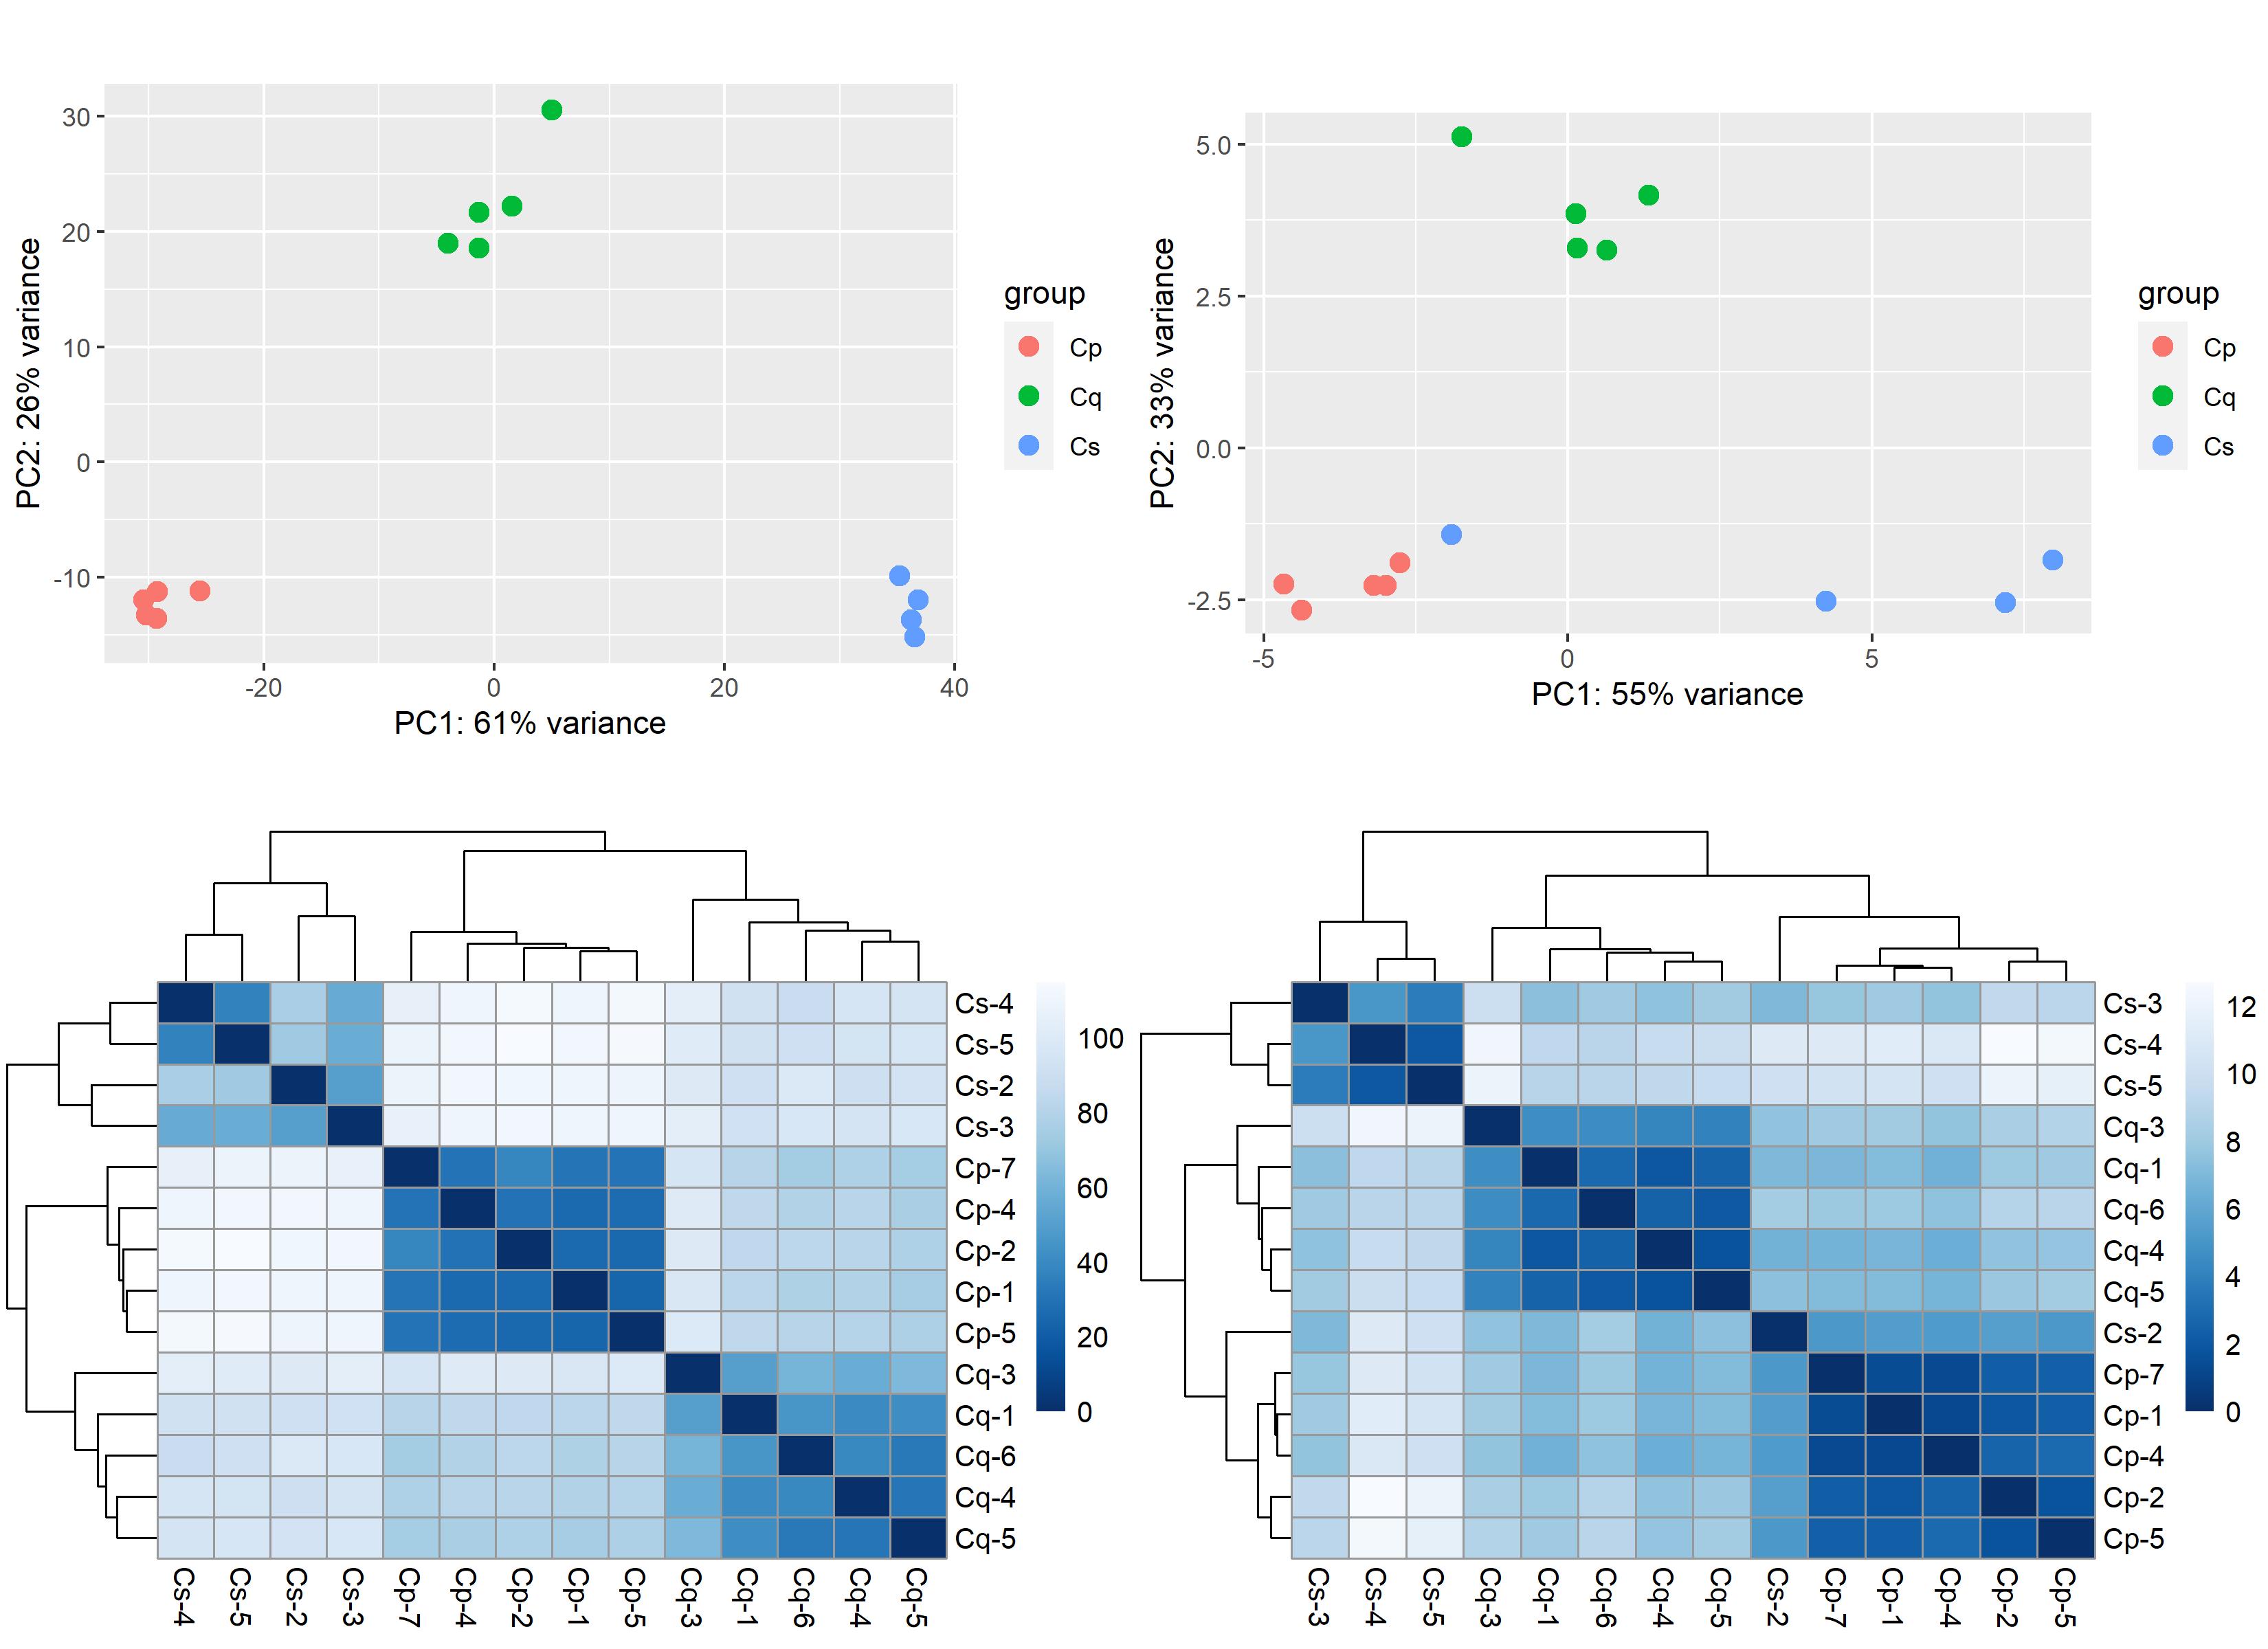 30
20
10
0
-10
PC2: 26% variance
-20
0
20
40
PC1: 61% variance
group
Cp
Cq
Cs
5.0
2.5
0.0
-2.5
PC2: 33% variance
-5
0
5
PC1: 55% variance
group
Cp
Cq
Cs
Cs-4
Cs-5
Cs-2
Cs-3
Cp-7
Cp-4
Cp-2
Cp-1
Cp-5
Cq-3
Cq-1
Cq-6
Cq-4
Cq-5
100
80
60
40
20
0
Cs-4 Cs-5 Cs-2 Cs-3 Cp-7 Cp-4 Cp-2 Cp-1 Cp-5 Cq-3 Cq-1 Cq-6 Cq-4 Cq-5
Cs-3
Cs-4
Cs-5
Cq-3
Cq-1
Cq-6
Cq-4
Cq-5
Cs-2
Cp-7
Cp-1
Cp-4
Cp-2
Cp-5
12
10
8
6
4
2
0
Cs-3 Cs-4 Cs-5 Cq-3 Cq-1 Cq-6 Cq-4 Cq-5 Cs-2 Cp-7 Cp-1 Cp-4 Cp-2 Cp-5